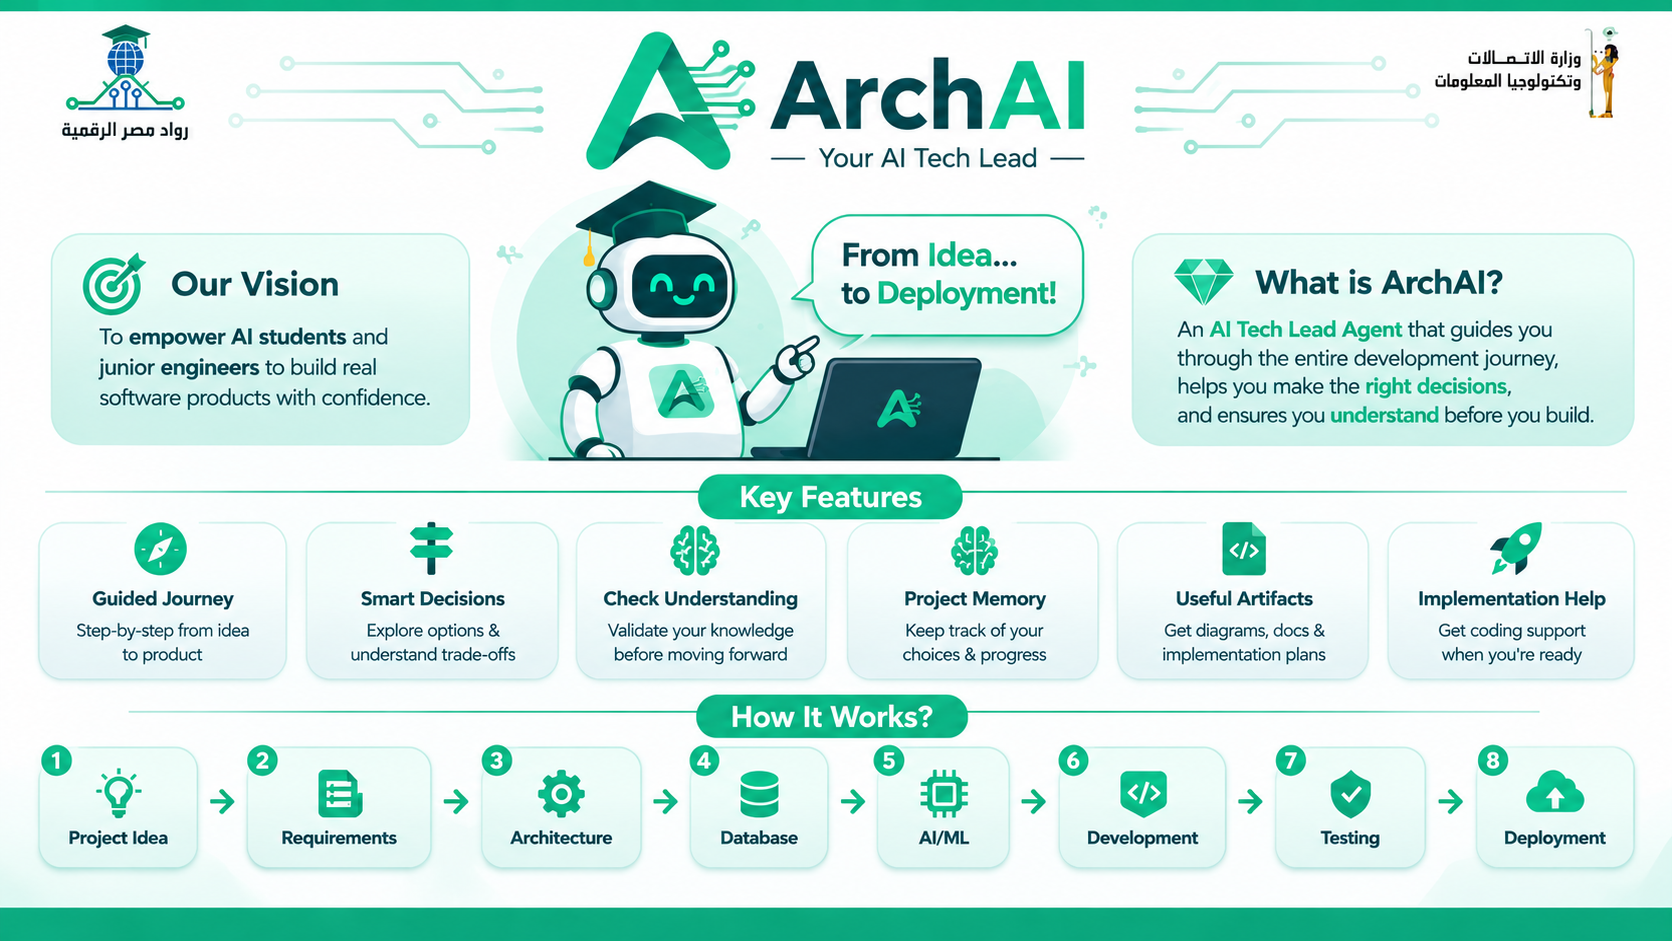 رواد مصر الرقمية
ArchAI
Your AI Tech Lead
وزارة الاتـصـالات
وتكنولوجيا المعلومات
Our Vision
To empower AI students and
junior engineers to build real
software products with confidence.
From Idea...
to Deployment!
What is ArchAI?
An AI Tech Lead Agent that guides you
through the entire development journey,
helps you make the right decisions,
and ensures you understand before you build.
Key Features
Guided Journey
Step-by-step from idea
to product
Smart Decisions
Explore options &
understand trade-offs
Check Understanding
Validate your knowledge
before moving forward
Project Memory
Keep track of your
choices & progress
</>
Useful Artifacts
Get diagrams, docs &
implementation plans
Implementation Help
Get coding support
when you're ready
How It Works?
1
Project Idea
2
Requirements
3
Architecture
4
Database
5
AI/ML
6
</>
Development
7
Testing
8
Deployment